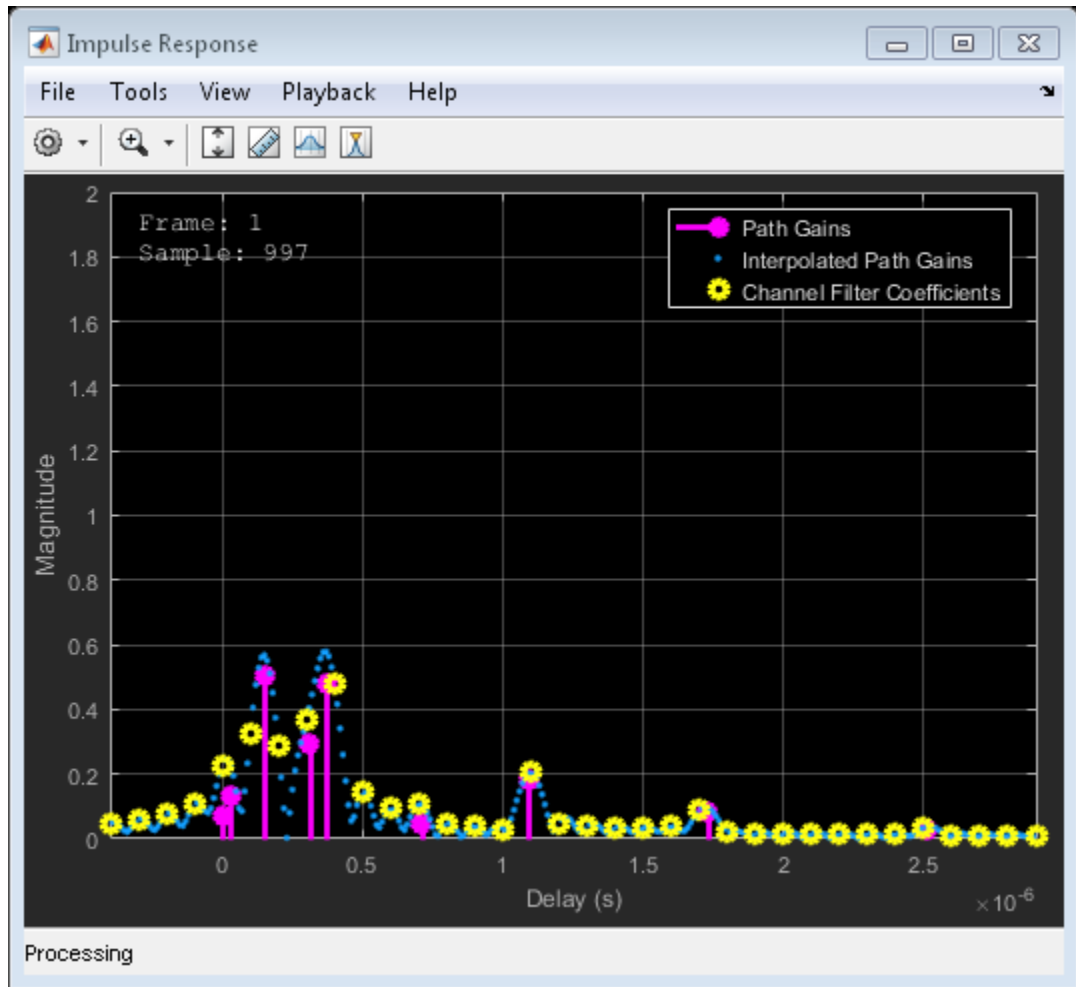 Impulse Response
File Tools View Playback Help
Frame: 1
Sample: 997
Path Gains
Interpolated Path Gains
Channel Filter Coefficients
2
1.8
1.6
1.4
1.2
1
0.8
0.6
0.4
0.2
0
Magnitude
0 0.5 1 1.5 2 2.5
Delay (s)
×10-6
Processing